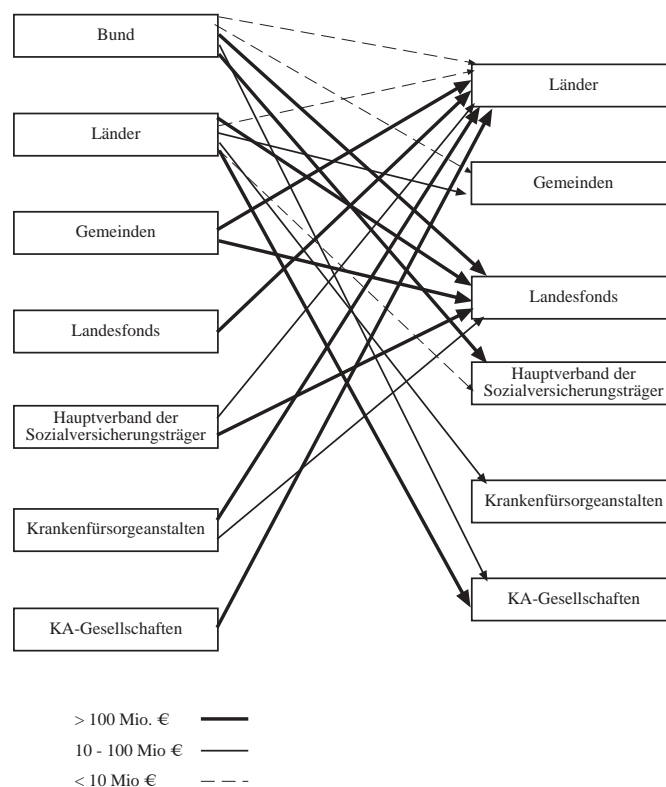 Bund
Länder
Gemeinden
Landesfonds
Hauptverband der
Sozialversicherungsträger
Krankenfürsorgeanstalten
KA-Gesellschaften
Länder
Gemeinden
Landesfonds
Hauptverband der
Sozialversicherungsträger
Krankenfürsorgeanstalten
KA-Gesellschaften
> 100 Mio. €
10 - 100 Mio €
< 10 Mio €